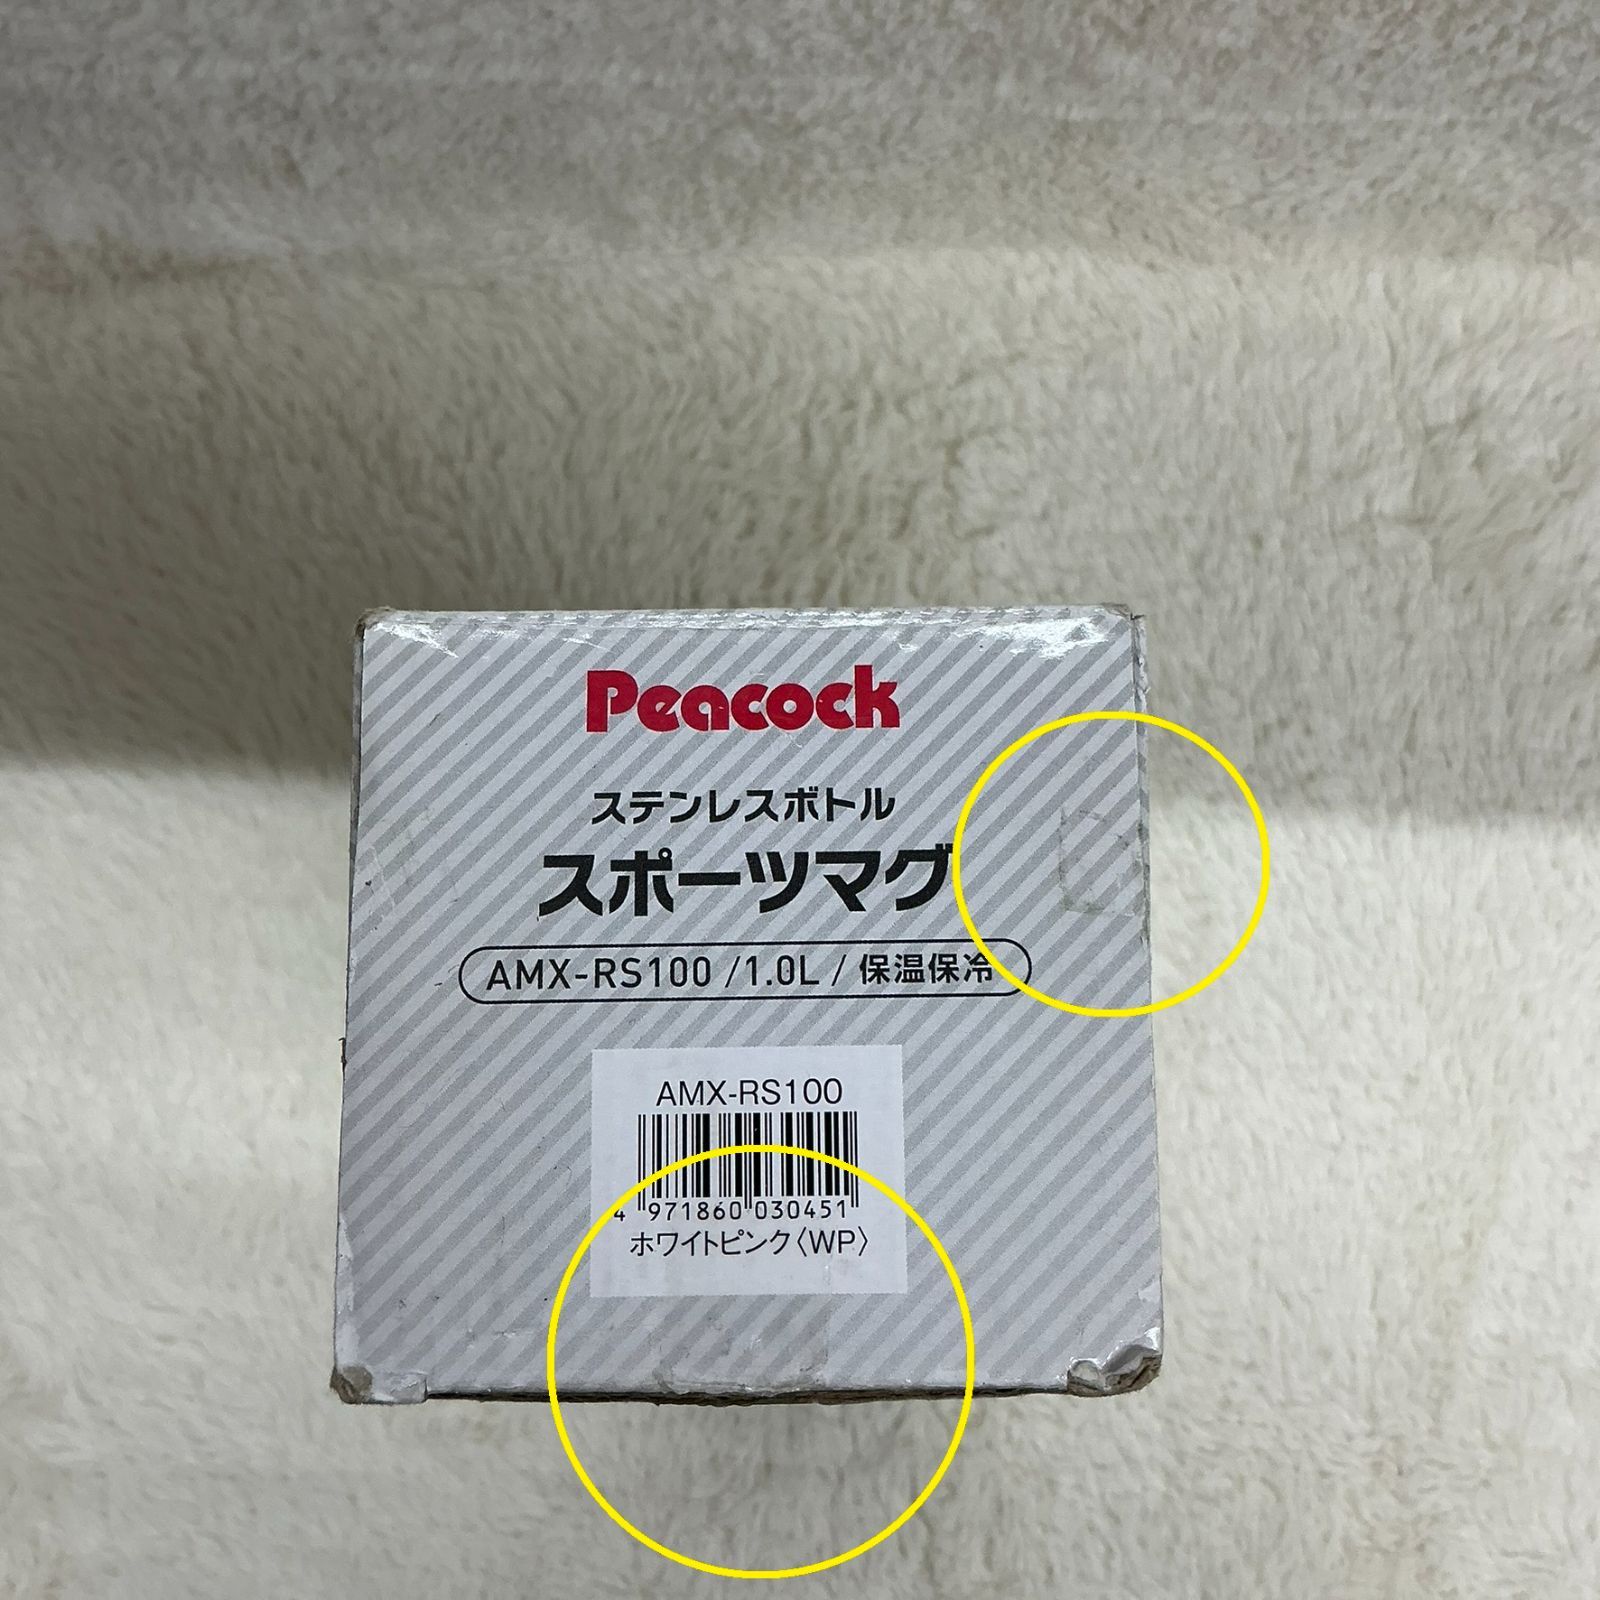 Peacock
ステンレスボトル
スポーツマグ
AMX-RS100 / 1.0L / 保温保冷
AMX-RS100
4 971860 030451
ホワイトピンク〈WP〉